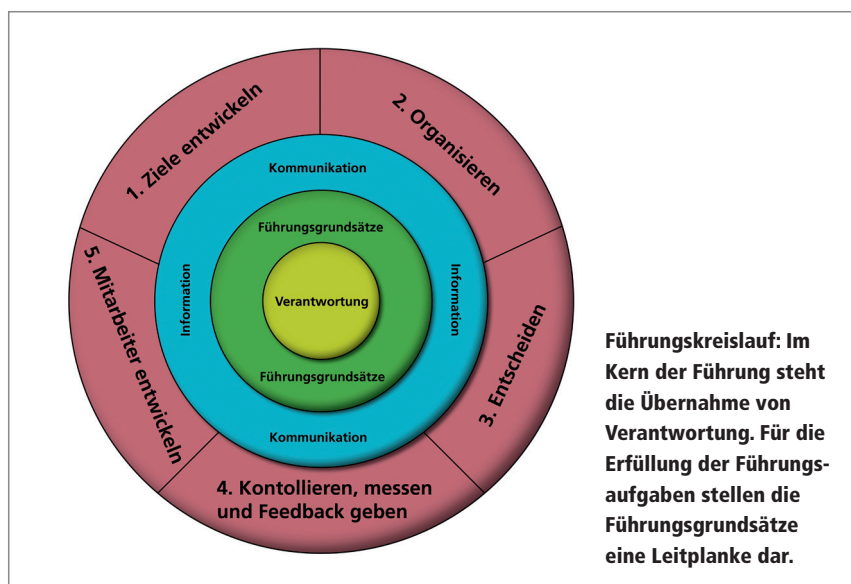 1. Ziele entwickeln
2. Organisieren
3. Entscheiden
4. Kontollieren, messen
und Feedback geben
5. Mitarbeiter entwickeln
Kommunikation
Information
Information
Kommunikation
Führungsgrundsätze
Führungsgrundsätze
Verantwortung
Führungskreislauf: Im
Kern der Führung steht
die Übernahme von
Verantwortung. Für die
Erfüllung der Führungs-
aufgaben stellen die
Führungsgrundsätze
eine Leitplanke dar.